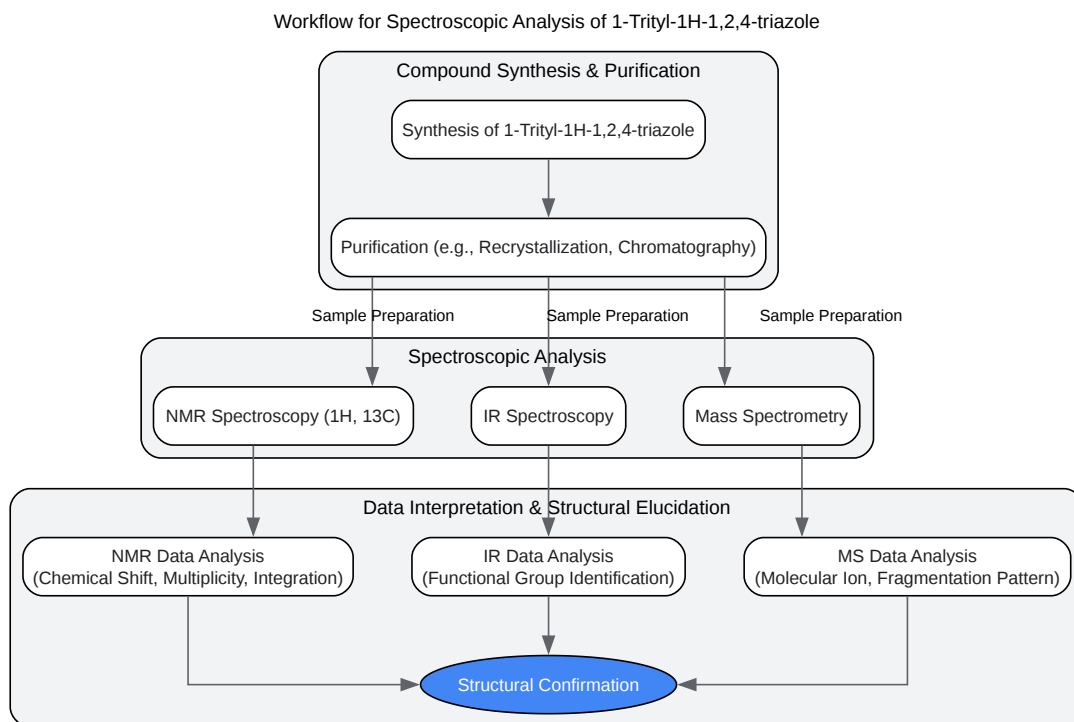 Workflow for Spectroscopic Analysis of 1-Trityl-1H-1,2,4-triazole
Compound Synthesis & Purification
Synthesis of 1-Trityl-1H-1,2,4-triazole
Purification (e.g., Recrystallization, Chromatography)
Sample Preparation
Sample Preparation
Sample Preparation
Spectroscopic Analysis
NMR Spectroscopy (1H, 13C)
IR Spectroscopy
Mass Spectrometry
Data Interpretation & Structural Elucidation
NMR Data Analysis
(Chemical Shift, Multiplicity, Integration)
IR Data Analysis
(Functional Group Identification)
MS Data Analysis
(Molecular Ion, Fragmentation Pattern)
Structural Confirmation